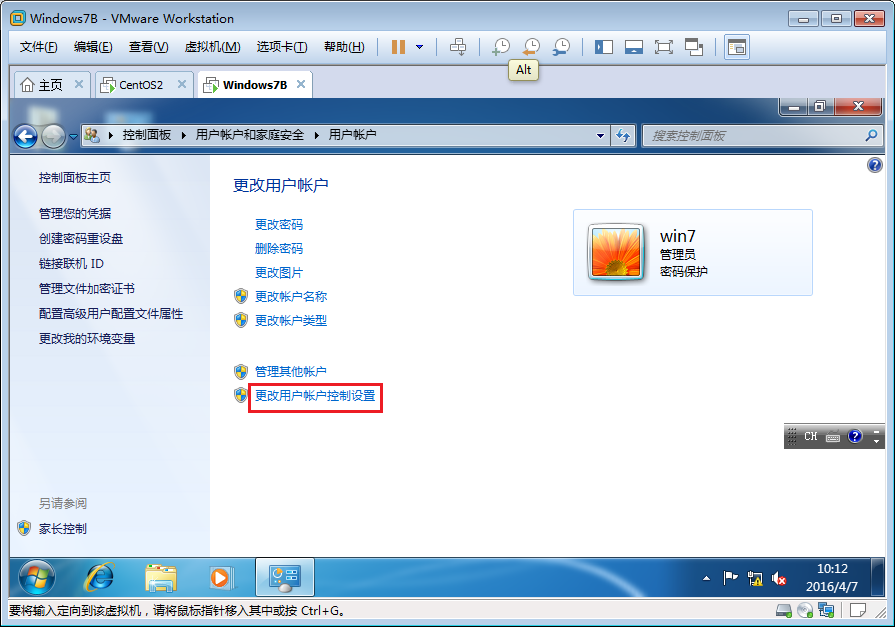 Windows7B - VMware Workstation
文件(F) 编辑(E) 查看(V) 虚拟机(M) 选项卡(T) 帮助(H)
Alt
主页 CentOS2 Windows7B
控制面板 用户帐户和家庭安全 用户帐户 搜索控制面板
控制面板主页
管理您的凭据
创建密码重设盘
链接联机 ID
管理文件加密证书
配置高级用户配置文件属性
更改我的环境变量
另请参阅
家长控制
更改用户帐户
更改密码
删除密码
更改图片
更改帐户名称
更改帐户类型
管理其他帐户
更改用户帐户控制设置
win7
管理员
密码保护
CH
10:12
2016/4/7
要将输入定向到该虚拟机，请将鼠标指针移入其中或按 Ctrl+G。